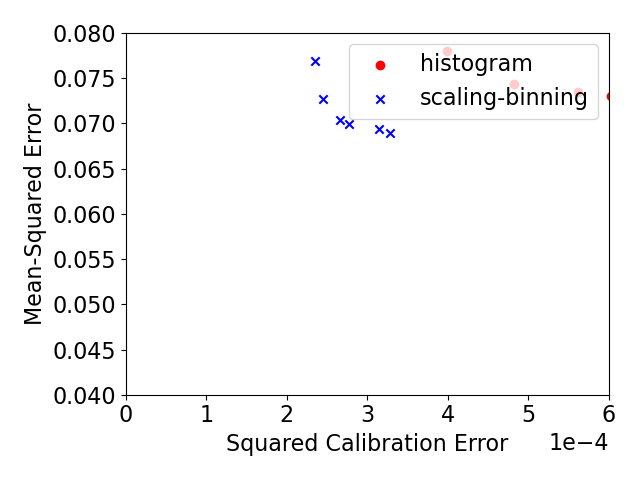 0.080
0.075
0.070
0.065
0.060
0.055
0.050
0.045
0.040
Mean-Squared Error
histogram
scaling-binning
0 1 2 3 4 5 6
Squared Calibration Error 1e−4